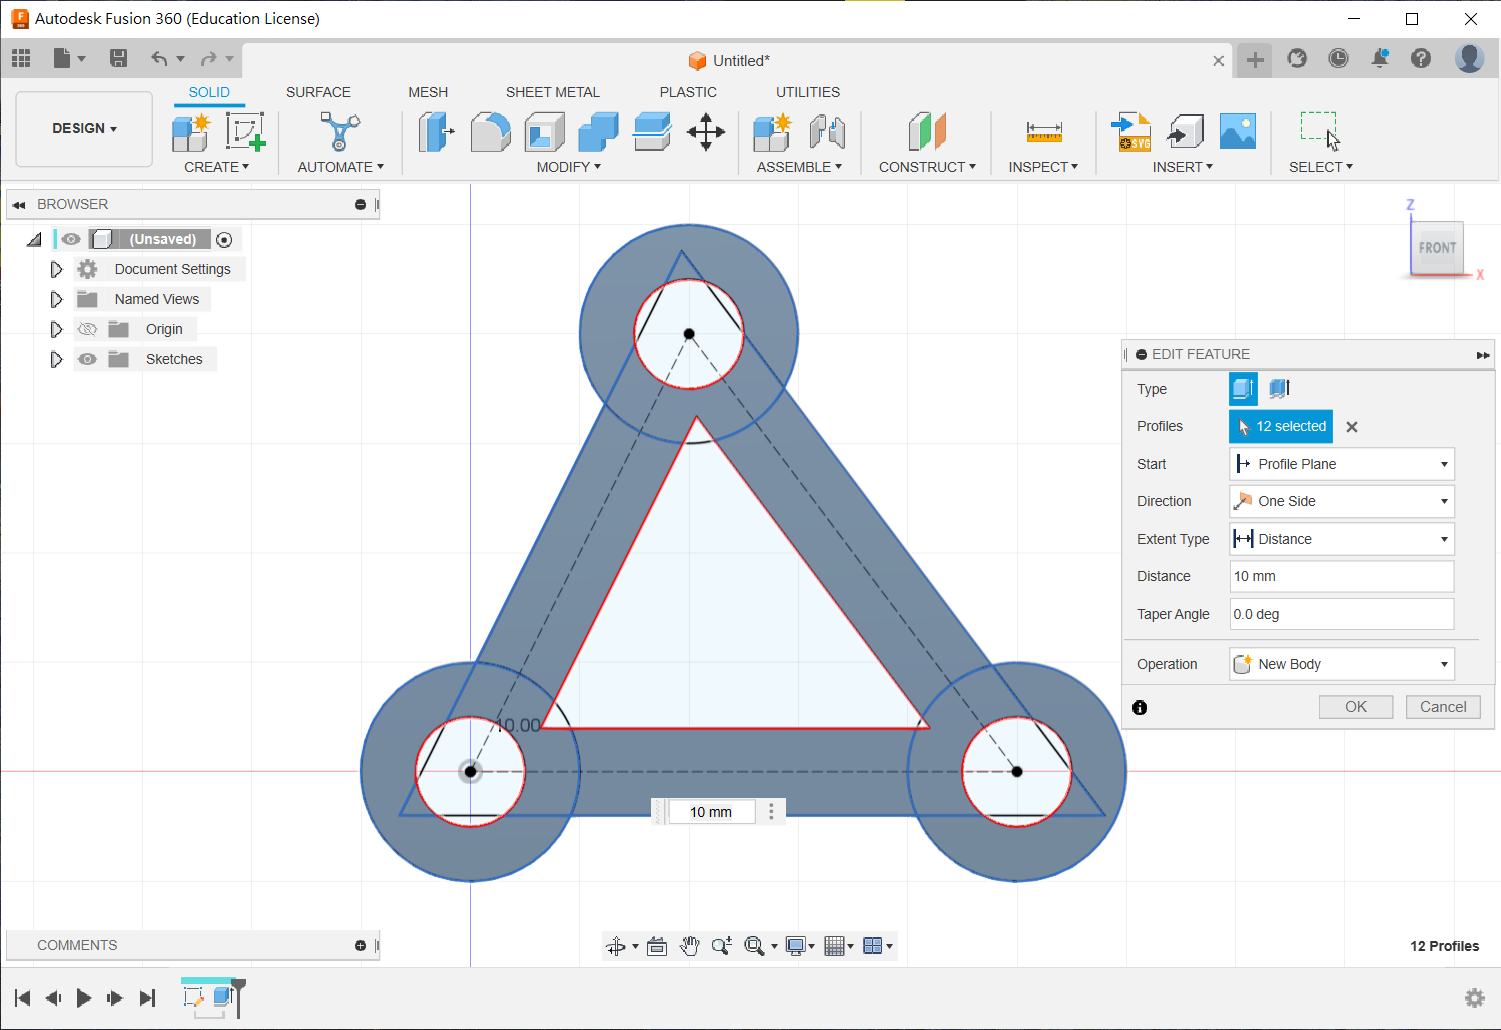 Autodesk Fusion 360 (Education License)
Untitled*
SOLID SURFACE MESH SHEET METAL PLASTIC UTILITIES
DESIGN
CREATE AUTOMATE MODIFY ASSEMBLE CONSTRUCT INSPECT INSERT SELECT
BROWSER
(Unsaved)
Document Settings
Named Views
Origin
Sketches
Z
FRONT
X
EDIT FEATURE
Type
Profiles 12 selected
Start Profile Plane
Direction One Side
Extent Type Distance
Distance 10 mm
Taper Angle 0.0 deg
Operation New Body
OK Cancel
10.00
10 mm
COMMENTS
12 Profiles